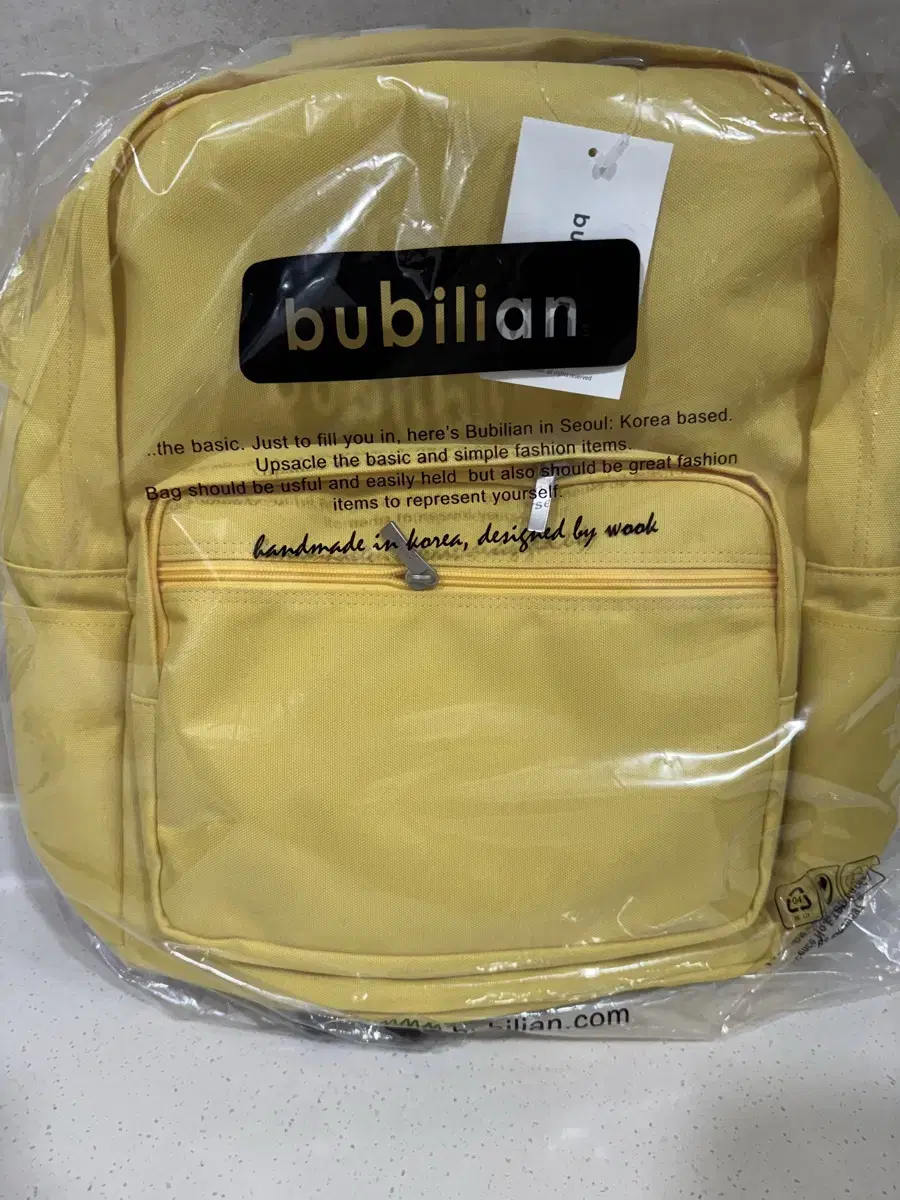 bubilian
..the basic. Just to fill you in, here's Bubilian in Seoul: Korea based.
Upsacle the basic and simple fashion items.
Bag should be usful and easily held but also should be great fashion
items to represent yourself.
handmade in korea, designed by wook
bilian.com